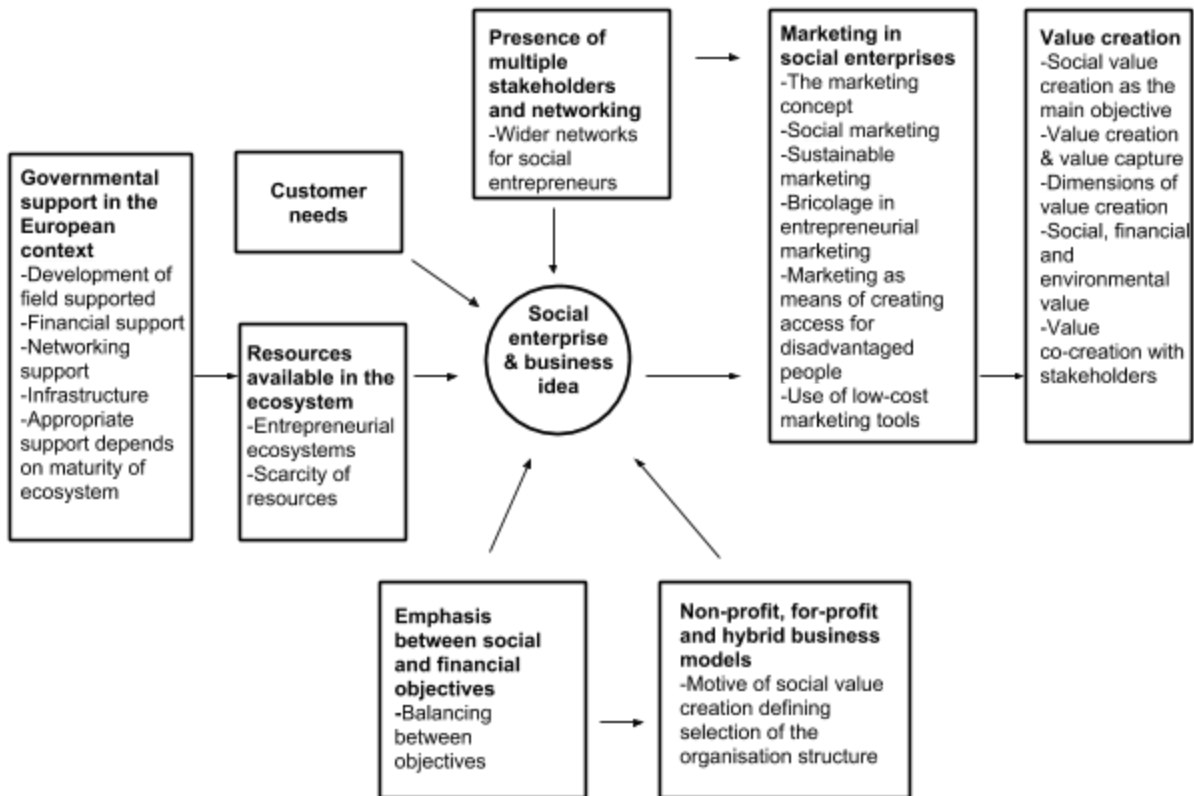 Governmental
support in the
European
context
-Development of
field supported
-Financial support
-Networking
support
-Infrastructure
-Appropriate
support depends
on maturity of
ecosystem
Customer
needs
Resources
available in the
ecosystem
-Entrepreneurial
ecosystems
-Scarcity of
resources
Presence of
multiple
stakeholders
and networking
-Wider networks
for social
entrepreneurs
Social
enterprise
& business
idea
Emphasis
between social
and financial
objectives
-Balancing
between
objectives
Non-profit, for-profit
and hybrid business
models
-Motive of social value
creation defining
selection of the
organisation structure
Marketing in
social enterprises
-The marketing
concept
-Social marketing
-Sustainable
marketing
-Bricolage in
entrepreneurial
marketing
-Marketing as
means of creating
access for
disadvantaged
people
-Use of low-cost
marketing tools
Value creation
-Social value
creation as the
main objective
-Value creation
& value capture
-Dimensions of
value creation
-Social, financial
and
environmental
value
-Value
co-creation with
stakeholders